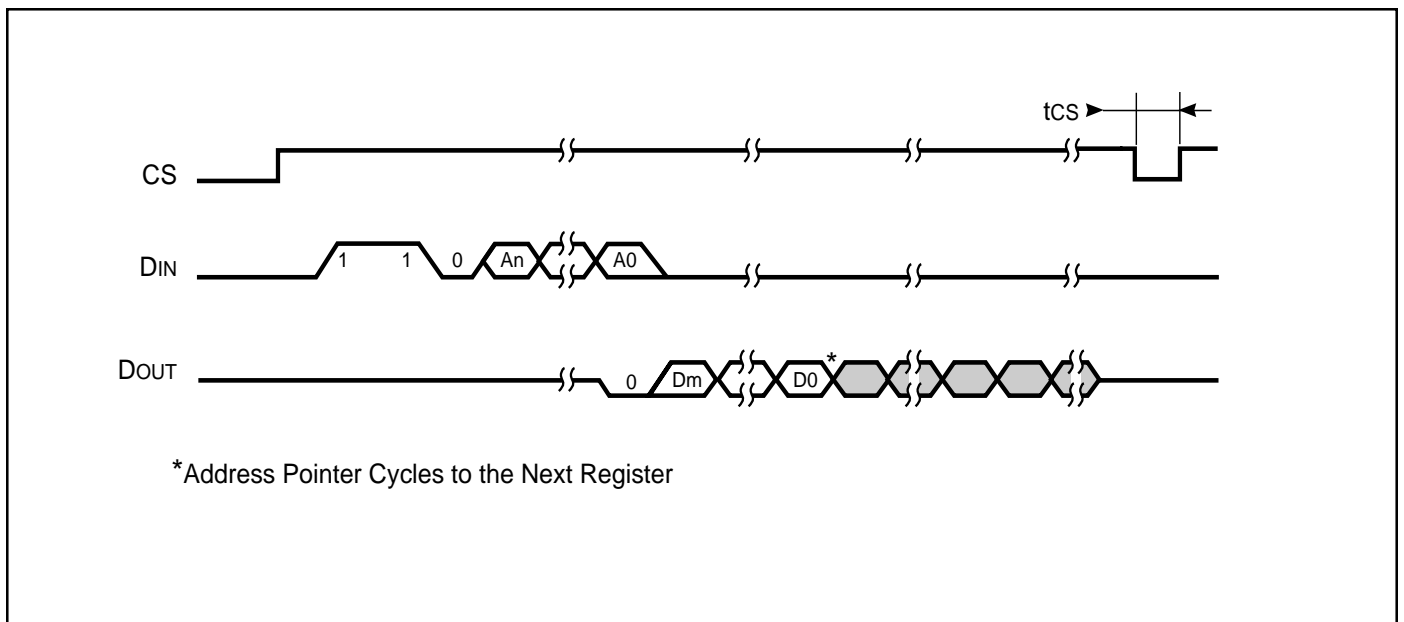 tCS
CS
DIN
1 1 0 An A0
DOUT
0 Dm D0 *
*Address Pointer Cycles to the Next Register